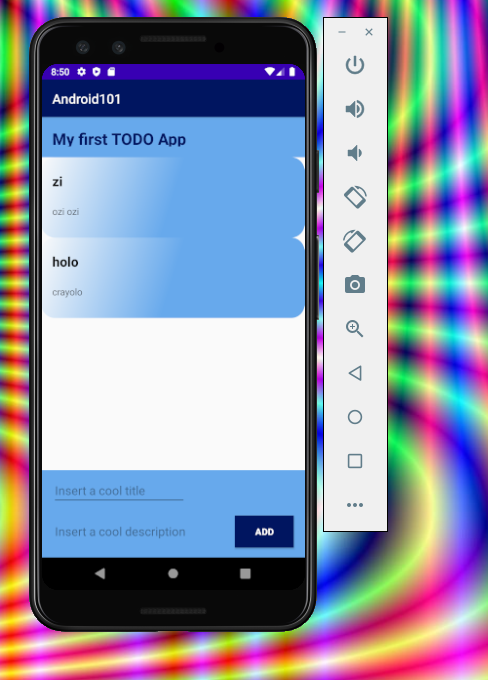 8:50
Android101
My first TODO App
zi
ozi ozi
holo
crayolo
Insert a cool title
Insert a cool description
ADD